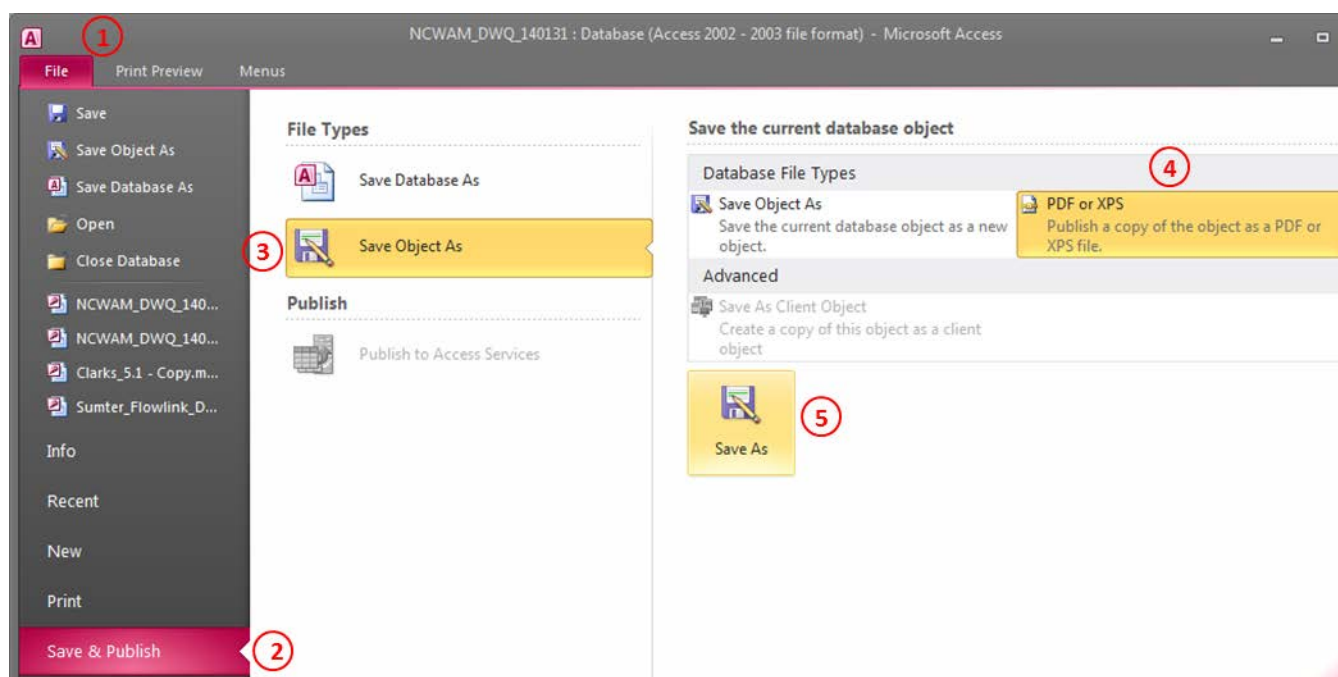 A
1
NCWAM_DWQ_140131 : Database (Access 2002 - 2003 file format) - Microsoft Access
File Print Preview Menus
Save
Save Object As
Save Database As
Open
Close Database
NCWAM_DWQ_140...
NCWAM_DWQ_140...
Clarks_5.1 - Copy.m...
Sumter_Flowlink_D...
Info
Recent
New
Print
Save & Publish
2
File Types
A
Save Database As
3
Save Object As
Publish
Publish to Access Services
Save the current database object
Database File Types
4
Save Object As
Save the current database object as a new
object.
PDF or XPS
Publish a copy of the object as a PDF or
XPS file.
Advanced
Save As Client Object
Create a copy of this object as a client
object
Save As
5